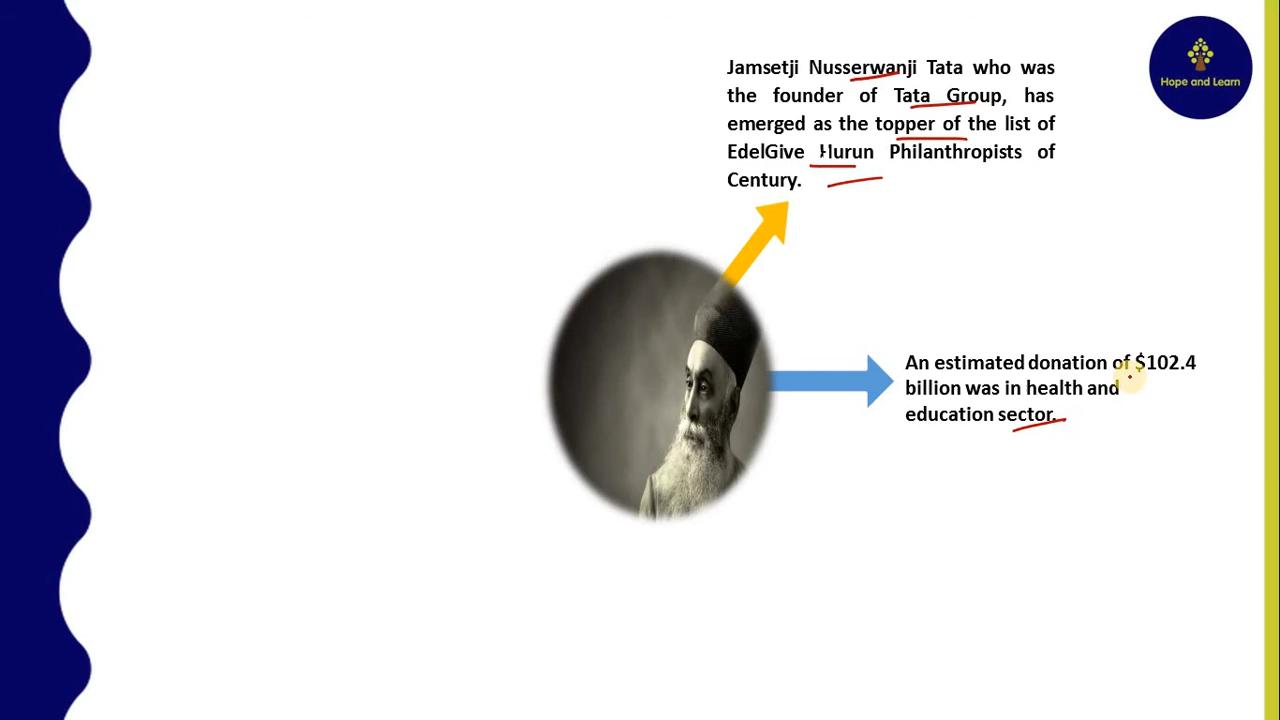 Jamsetji Nusserwanji Tata who was
the founder of Tata Group, has
emerged as the topper of the list of
EdelGive Hurun Philanthropists of
Century.
Hope and Learn
An estimated donation of $102.4
billion was in health and
education sector.